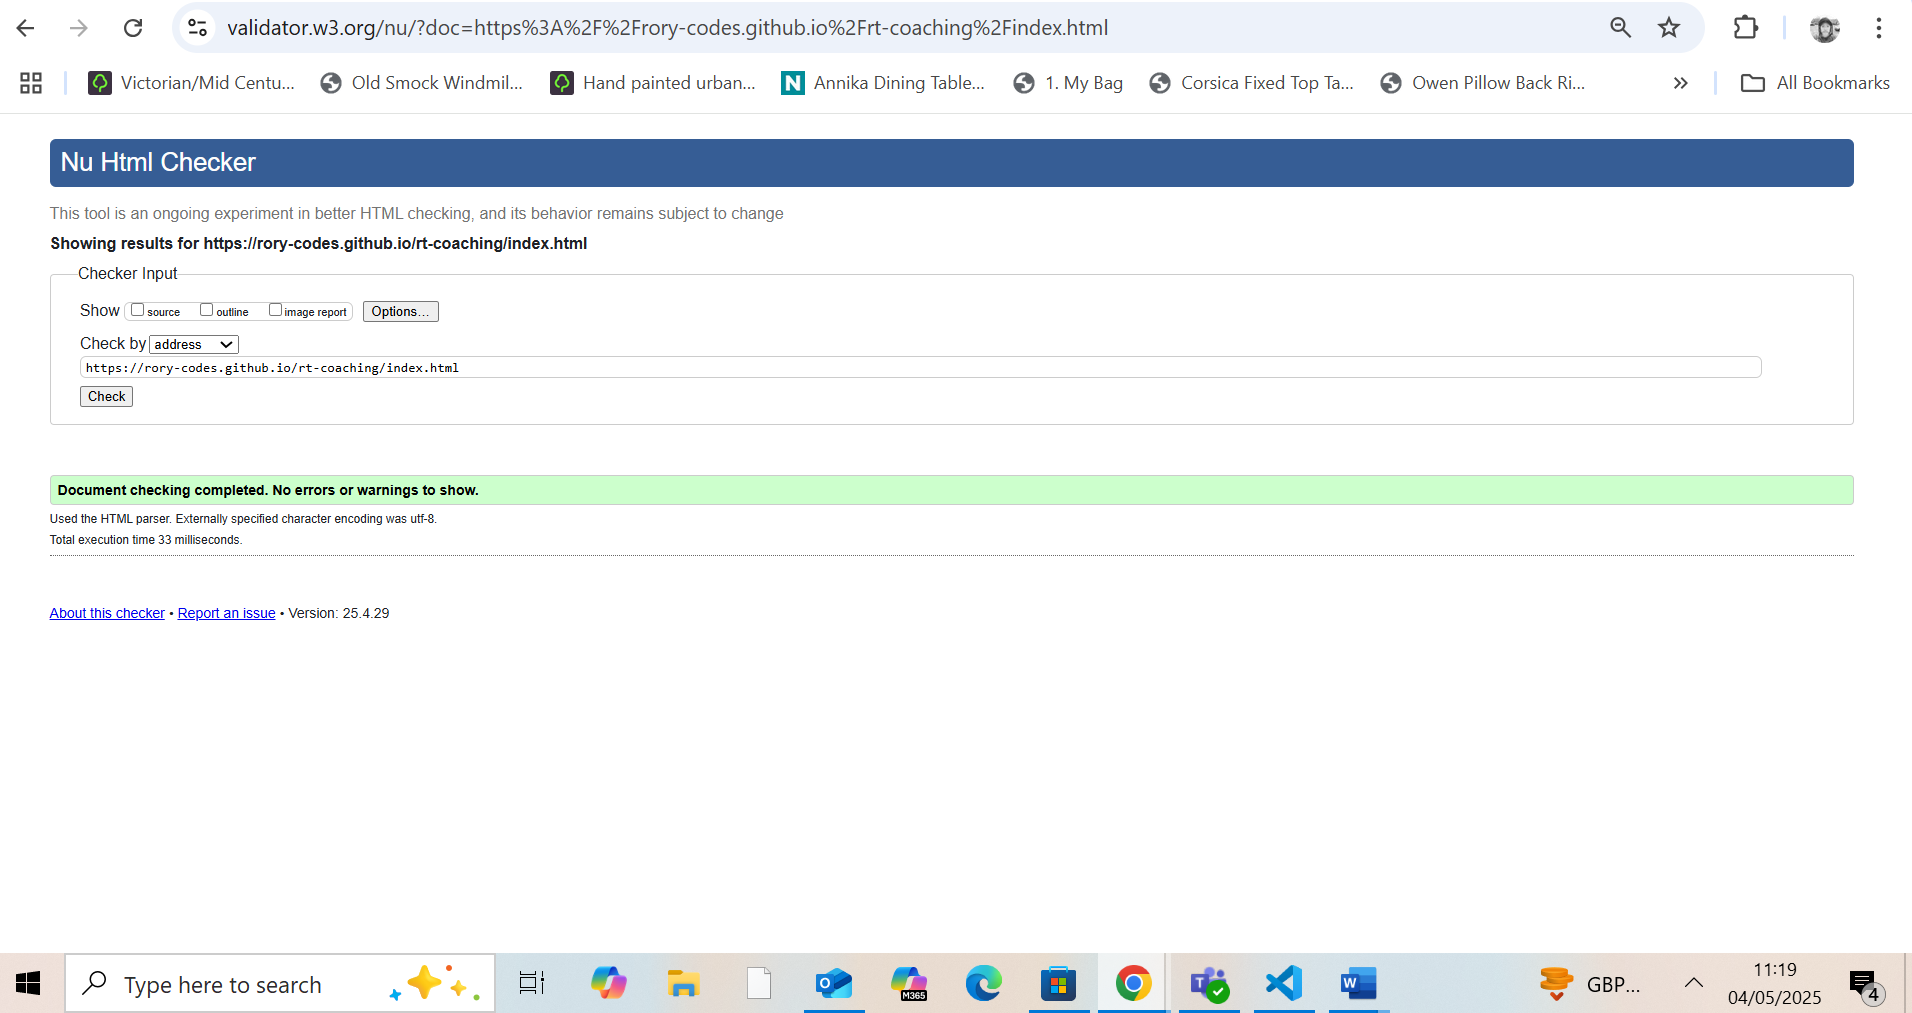 validator.w3.org/nu/?doc=https%3A%2F%2Frory-codes.github.io%2Frt-coaching%2Findex.html
Victorian/Mid Centu... Old Smock Windmil... Hand painted urban... N Annika Dining Table... 1. My Bag Corsica Fixed Top Ta... Owen Pillow Back Ri... » All Bookmarks
Nu Html Checker
This tool is an ongoing experiment in better HTML checking, and its behavior remains subject to change
Showing results for https://rory-codes.github.io/rt-coaching/index.html
Checker Input
Show source outline image report Options...
Check by address
https://rory-codes.github.io/rt-coaching/index.html
Check
Document checking completed. No errors or warnings to show.
Used the HTML parser. Externally specified character encoding was utf-8.
Total execution time 33 milliseconds.
About this checker • Report an issue • Version: 25.4.29
Type here to search
M365
GBP...
11:19
04/05/2025
4